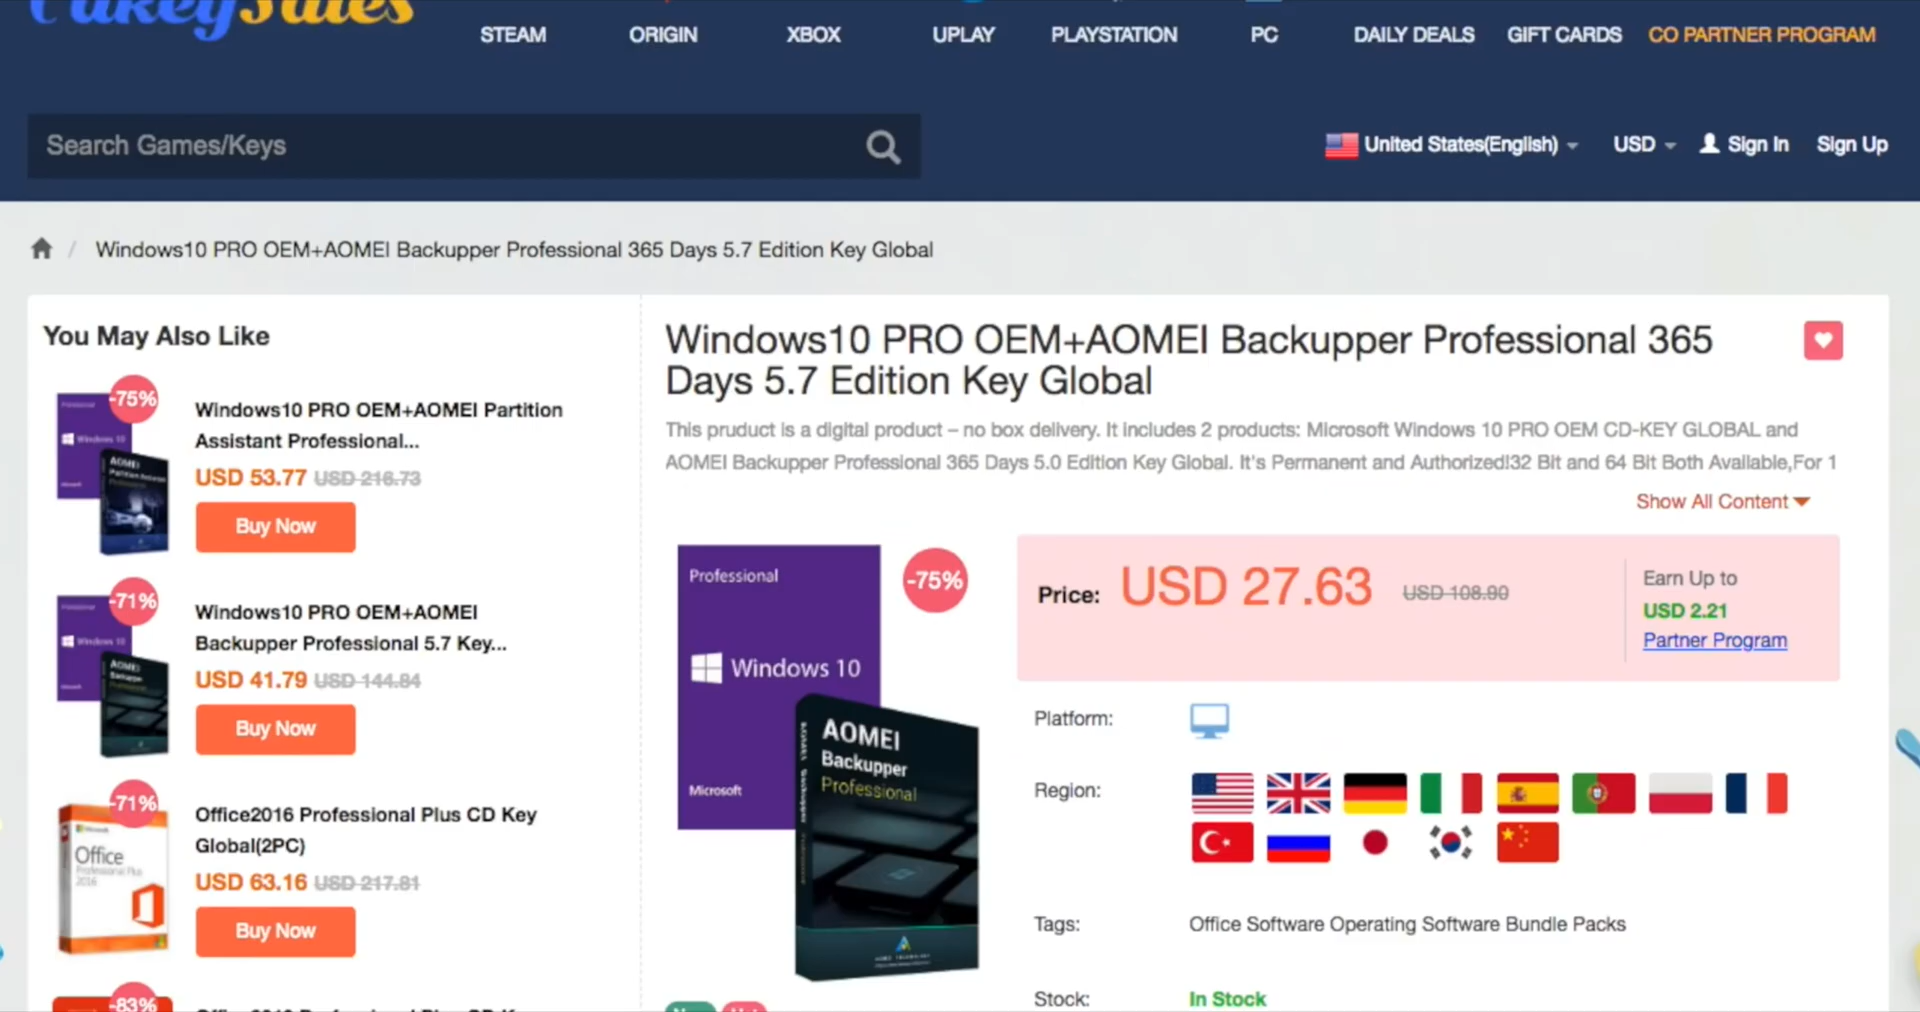 STEAM ORIGIN XBOX UPLAY PLAYSTATION PC DAILY DEALS GIFT CARDS CO PARTNER PROGRAM
Search Games/Keys
United States(English) USD Sign In Sign Up
/ Windows10 PRO OEM+AOMEI Backupper Professional 365 Days 5.7 Edition Key Global
You May Also Like
-75%
Windows10 PRO OEM+AOMEI Partition
Assistant Professional...
USD 53.77 USD 216.73
Buy Now
-71%
Windows10 PRO OEM+AOMEI
Backupper Professional 5.7 Key...
USD 41.79 USD 144.84
Buy Now
-71%
Office
2016
Office2016 Professional Plus CD Key
Global(2PC)
USD 63.16 USD 217.81
Buy Now
-83%
Windows10 PRO OEM+AOMEI Backupper Professional 365
Days 5.7 Edition Key Global
This pruduct is a digital product – no box delivery. It includes 2 products: Microsoft Windows 10 PRO OEM CD-KEY GLOBAL and
AOMEI Backupper Professional 365 Days 5.0 Edition Key Global. It's Permanent and Authorized!32 Bit and 64 Bit Both Available,For 1
Show All Content
Professional
Windows 10
Microsoft
AOMEI
Backupper
Professional
-75%
Price: USD 27.63 USD 108.90
Earn Up to
USD 2.21
Partner Program
Platform:
Region:
Tags: Office Software Operating Software Bundle Packs
Stock: In Stock